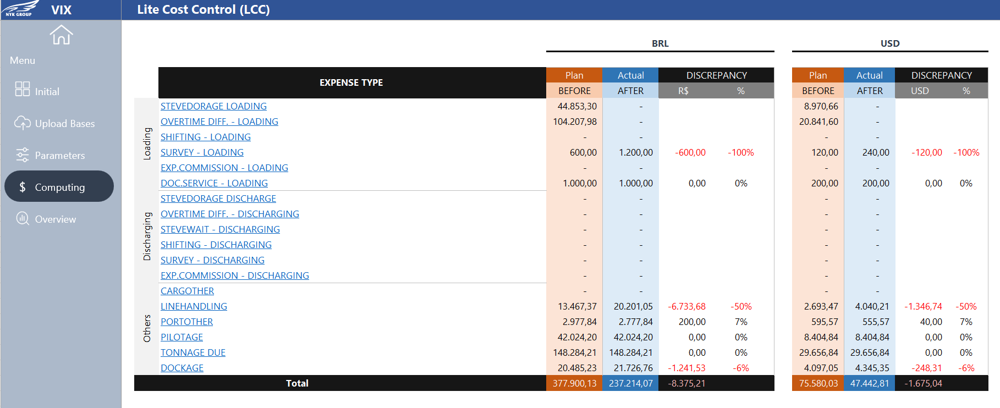 NYK GROUP VIX Lite Cost Control (LCC)
Menu
Initial
Upload Bases
Parameters
$ Computing
Overview
BRL USD
EXPENSE TYPE Plan Actual DISCREPANCY Plan Actual DISCREPANCY
BEFORE AFTER R$ % BEFORE AFTER USD %
Loading
STEVEDORAGE LOADING 44.853,30 - 8.970,66 -
OVERTIME DIFF. - LOADING 104.207,98 - 20.841,60 -
SHIFTING - LOADING - - - -
SURVEY - LOADING 600,00 1.200,00 -600,00 -100% 120,00 240,00 -120,00 -100%
EXP.COMMISSION - LOADING - - - -
DOC.SERVICE - LOADING 1.000,00 1.000,00 0,00 0% 200,00 200,00 0,00 0%
Discharging
STEVEDORAGE DISCHARGE - - - -
OVERTIME DIFF. - DISCHARGING - - - -
STEVEWAIT - DISCHARGING - - - -
SHIFTING - DISCHARGING - - - -
SURVEY - DISCHARGING - - - -
EXP.COMMISSION - DISCHARGING - - - -
Others
CARGOTHER - - - -
LINEHANDLING 13.467,37 20.201,05 -6.733,68 -50% 2.693,47 4.040,21 -1.346,74 -50%
PORTOTHER 2.977,84 2.777,84 200,00 7% 595,57 555,57 40,00 7%
PILOTAGE 42.024,20 42.024,20 0,00 0% 8.404,84 8.404,84 0,00 0%
TONNAGE DUE 148.284,21 148.284,21 0,00 0% 29.656,84 29.656,84 0,00 0%
DOCKAGE 20.485,23 21.726,76 -1.241,53 -6% 4.097,05 4.345,35 -248,31 -6%
Total 377.900,13 237.214,07 -8.375,21 75.580,03 47.442,81 -1.675,04